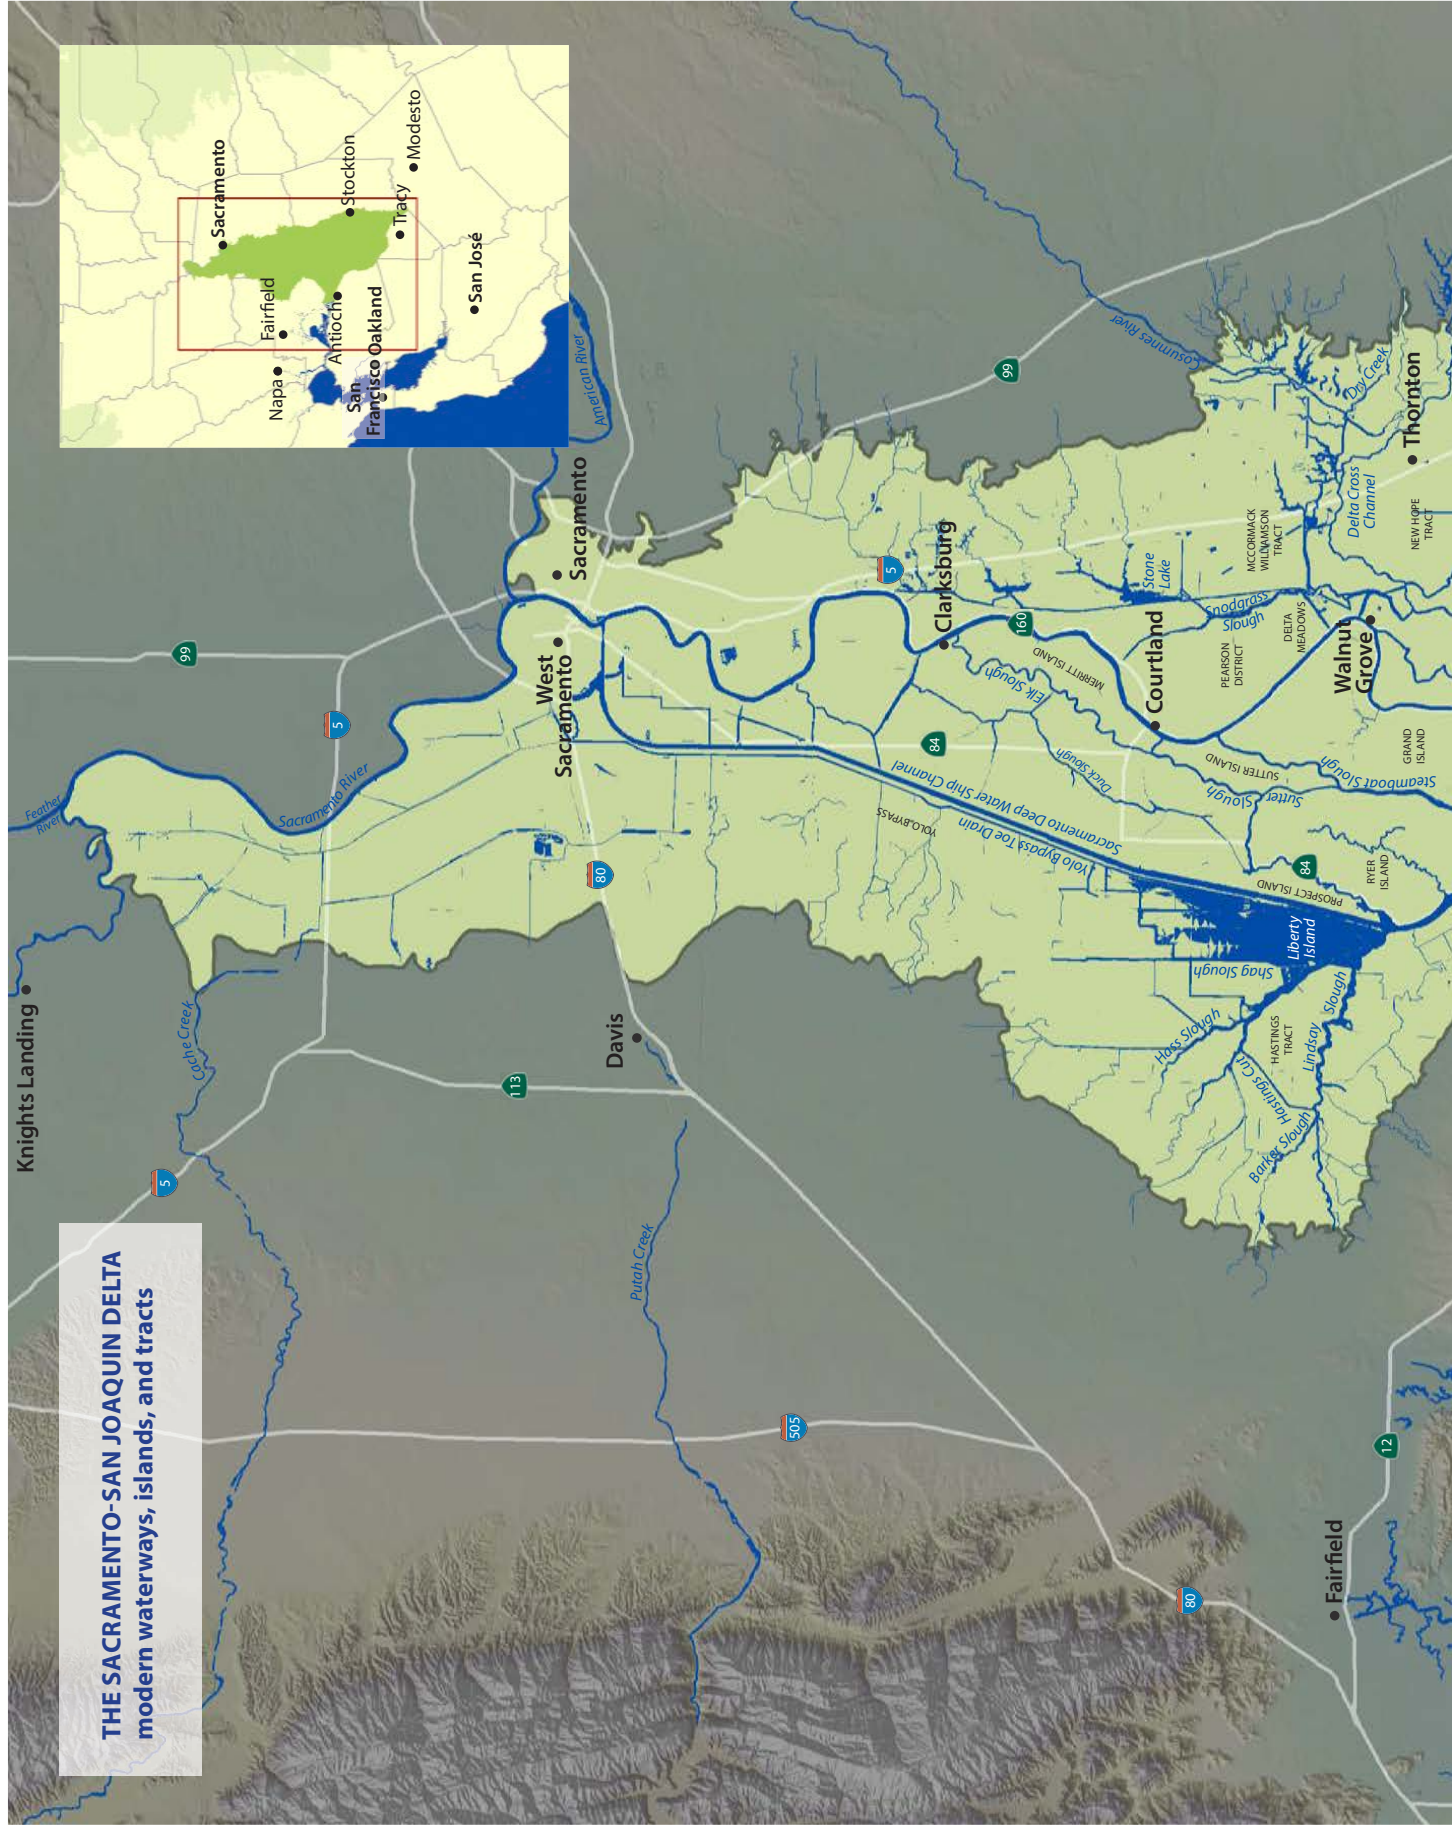 THE SACRAMENTO-SAN JOAQUIN DELTA
modern waterways, islands, and tracts
Knights Landing
Feather
River
Sacramento River
Cache Creek
5
113
505
Davis
Putah Creek
80
5
99
West
Sacramento
Sacramento
American River
80
5
99
Clarksburg
160
84
Elk Slough
MERRITT ISLAND
Duck Slough
Sacramento Deep Water Ship Channel
Yolo Bypass Toe Drain
YOLO BYPASS
Cosumnes River
Stone
Lake
Courtland
Snodgrass
Slough
PEARSON
DISTRICT
DELTA
MEADOWS
MCCORMACK
WILLIAMSON
TRACT
Delta Cross
Channel
Dry Creek
Thornton
NEW HOPE
TRACT
Walnut
Grove
GRAND
ISLAND
SUTTER ISLAND
Sutter Slough
Steamboat Slough
84
RYER
ISLAND
PROSPECT ISLAND
Liberty
Island
Shag Slough
Hass Slough
HASTINGS
TRACT
Hastings Cut
Lindsay Slough
Barker Slough
80
12
Fairfield
Napa
Fairfield
Sacramento
Antioch
Stockton
San
Francisco
Oakland
Tracy
Modesto
San José